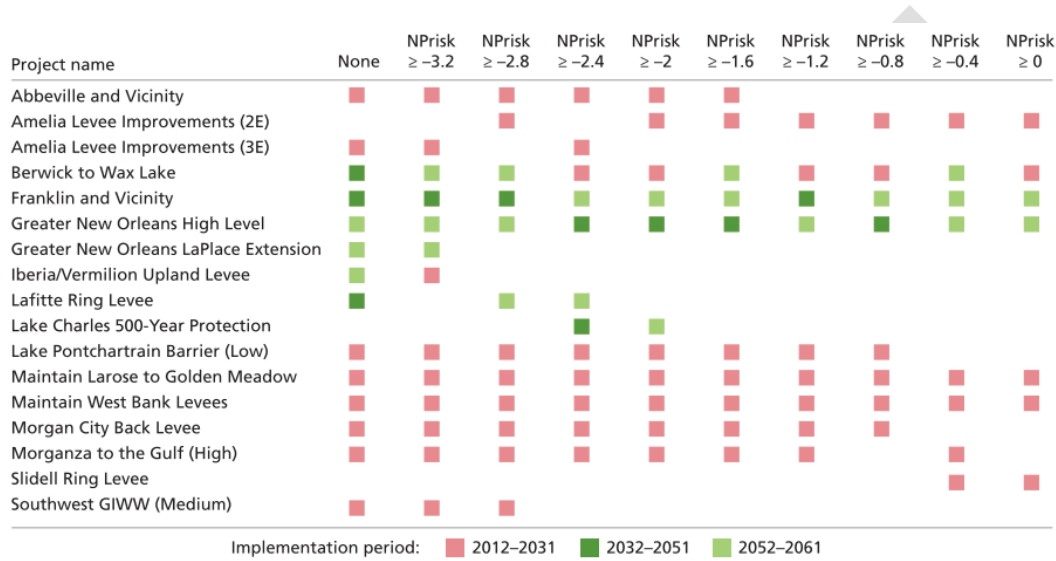 Project name None NPrisk ≥ –3.2 NPrisk ≥ –2.8 NPrisk ≥ –2.4 NPrisk ≥ –2 NPrisk ≥ –1.6 NPrisk ≥ –1.2 NPrisk ≥ –0.8 NPrisk ≥ –0.4 NPrisk ≥ 0
Abbeville and Vicinity
Amelia Levee Improvements (2E)
Amelia Levee Improvements (3E)
Berwick to Wax Lake
Franklin and Vicinity
Greater New Orleans High Level
Greater New Orleans LaPlace Extension
Iberia/Vermilion Upland Levee
Lafitte Ring Levee
Lake Charles 500-Year Protection
Lake Pontchartrain Barrier (Low)
Maintain Larose to Golden Meadow
Maintain West Bank Levees
Morgan City Back Levee
Morganza to the Gulf (High)
Slidell Ring Levee
Southwest GIWW (Medium)
Implementation period: 2012–2031 2032–2051 2052–2061